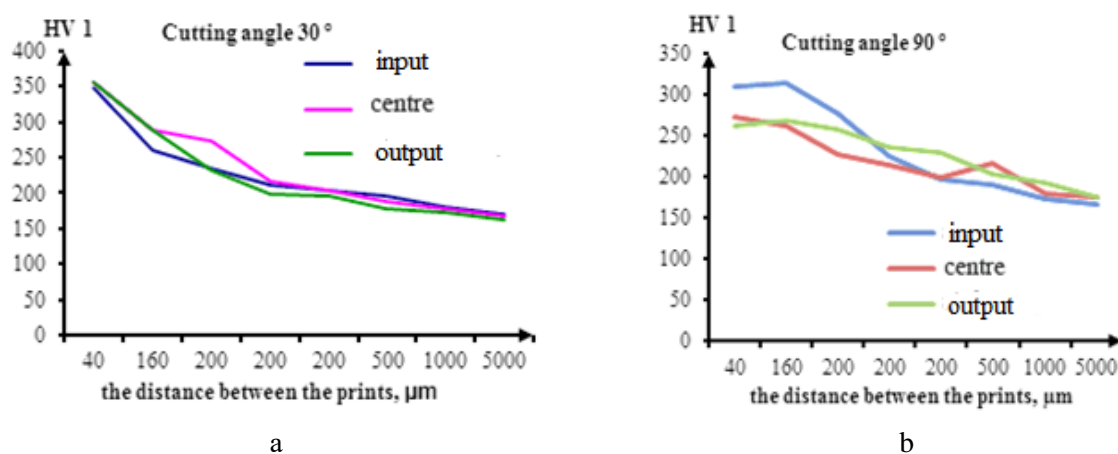 HV 1
Cutting angle 30 °
400
350
300
250
200
150
100
50
0
input
centre
output
40 160 200 200 200 500 1000 5000
the distance between the prints, µm
a
HV 1
Cutting angle 90 °
350
300
250
200
150
100
50
0
input
centre
output
40 160 200 200 200 500 1000 5000
the distance between the prints, µm
b